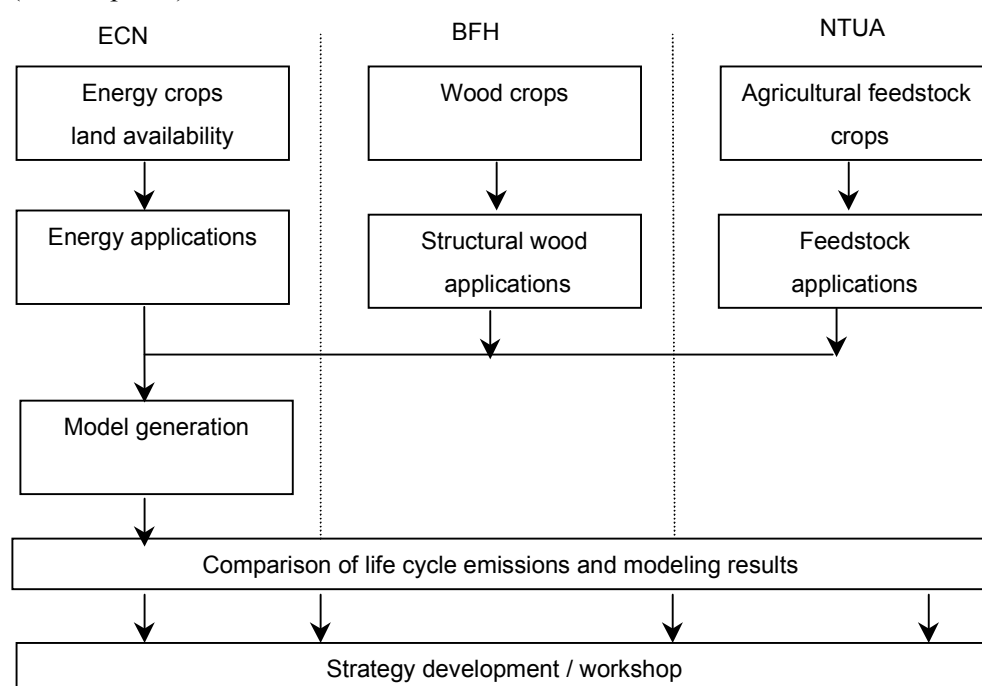 ECN
BFH
NTUA
Energy crops
land availability
Wood crops
Agricultural feedstock
crops
Energy applications
Structural wood
applications
Feedstock
applications
Model generation
Comparison of life cycle emissions and modeling results
Strategy development / workshop